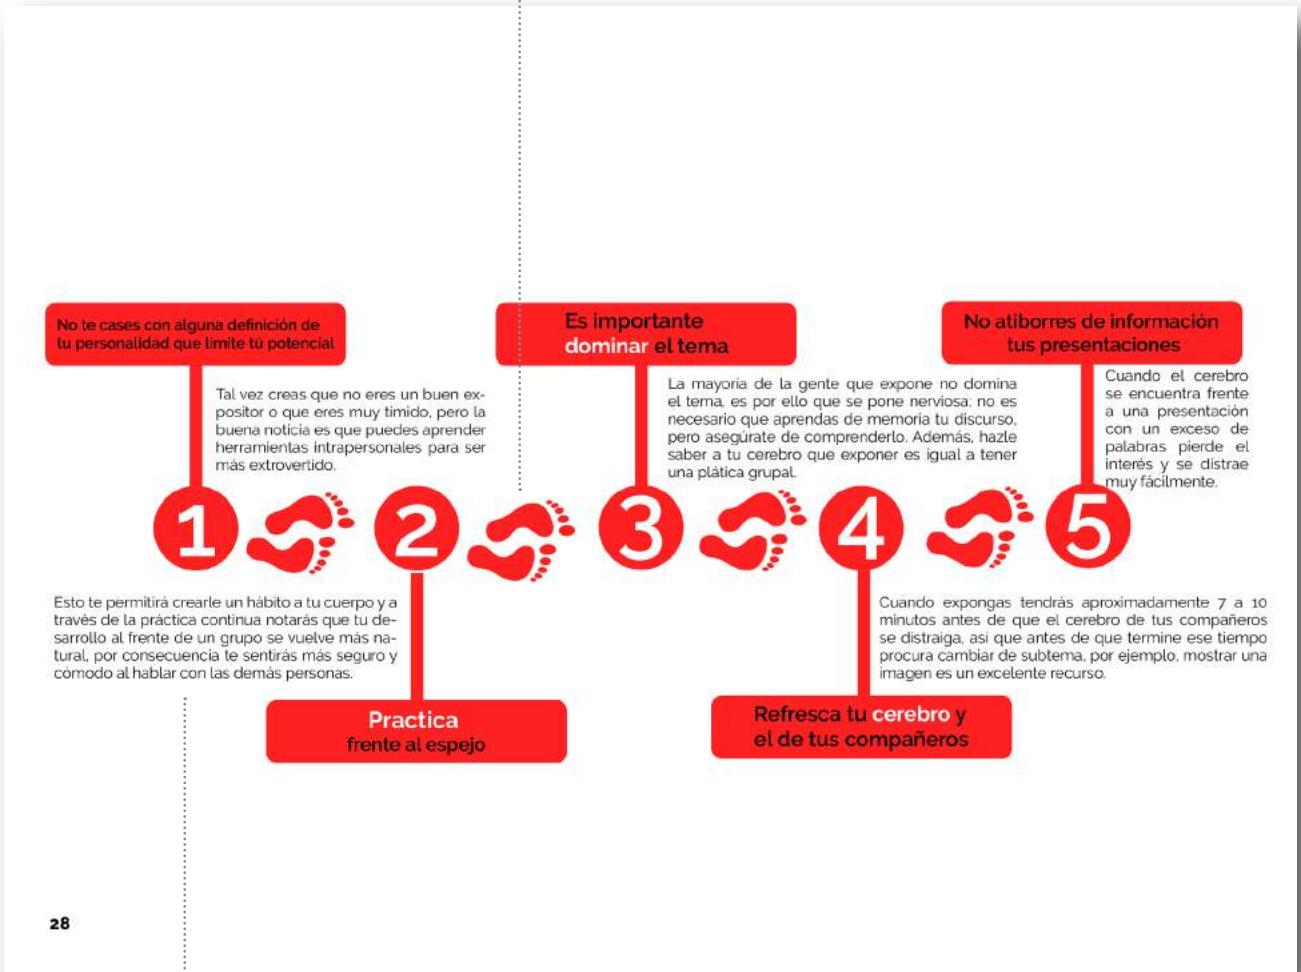 No te cases con alguna definición de
tu personalidad que limite tú potencial
Tal vez creas que no eres un buen ex-
positor o que eres muy tímido, pero la
buena noticia es que puedes aprender
herramientas intrapersonales para ser
más extrovertido.
1
2
Esto te permitirá crearle un hábito a tu cuerpo y a
través de la práctica continua notarás que tu de-
sarrollo al frente de un grupo se vuelve más na-
tural, por consecuencia te sentirás más seguro y
cómodo al hablar con las demás personas.
Practica
frente al espejo
Es importante
dominar el tema
La mayoría de la gente que expone no domina
el tema, es por ello que se pone nerviosa; no es
necesario que aprendas de memoria tu discurso,
pero asegúrate de comprenderlo. Además, hazle
saber a tu cerebro que exponer es igual a tener
una plática grupal.
3
4
Cuando expongas tendrás aproximadamente 7 a 10
minutos antes de que el cerebro de tus compañeros
se distraiga, así que antes de que termine ese tiempo
procura cambiar de subtema, por ejemplo, mostrar una
imagen es un excelente recurso.
Refresca tu cerebro y
el de tus compañeros
No atiborres de información
tus presentaciones
Cuando el cerebro
se encuentra frente
a una presentación
con un exceso de
palabras pierde el
interés y se distrae
muy fácilmente.
5
28